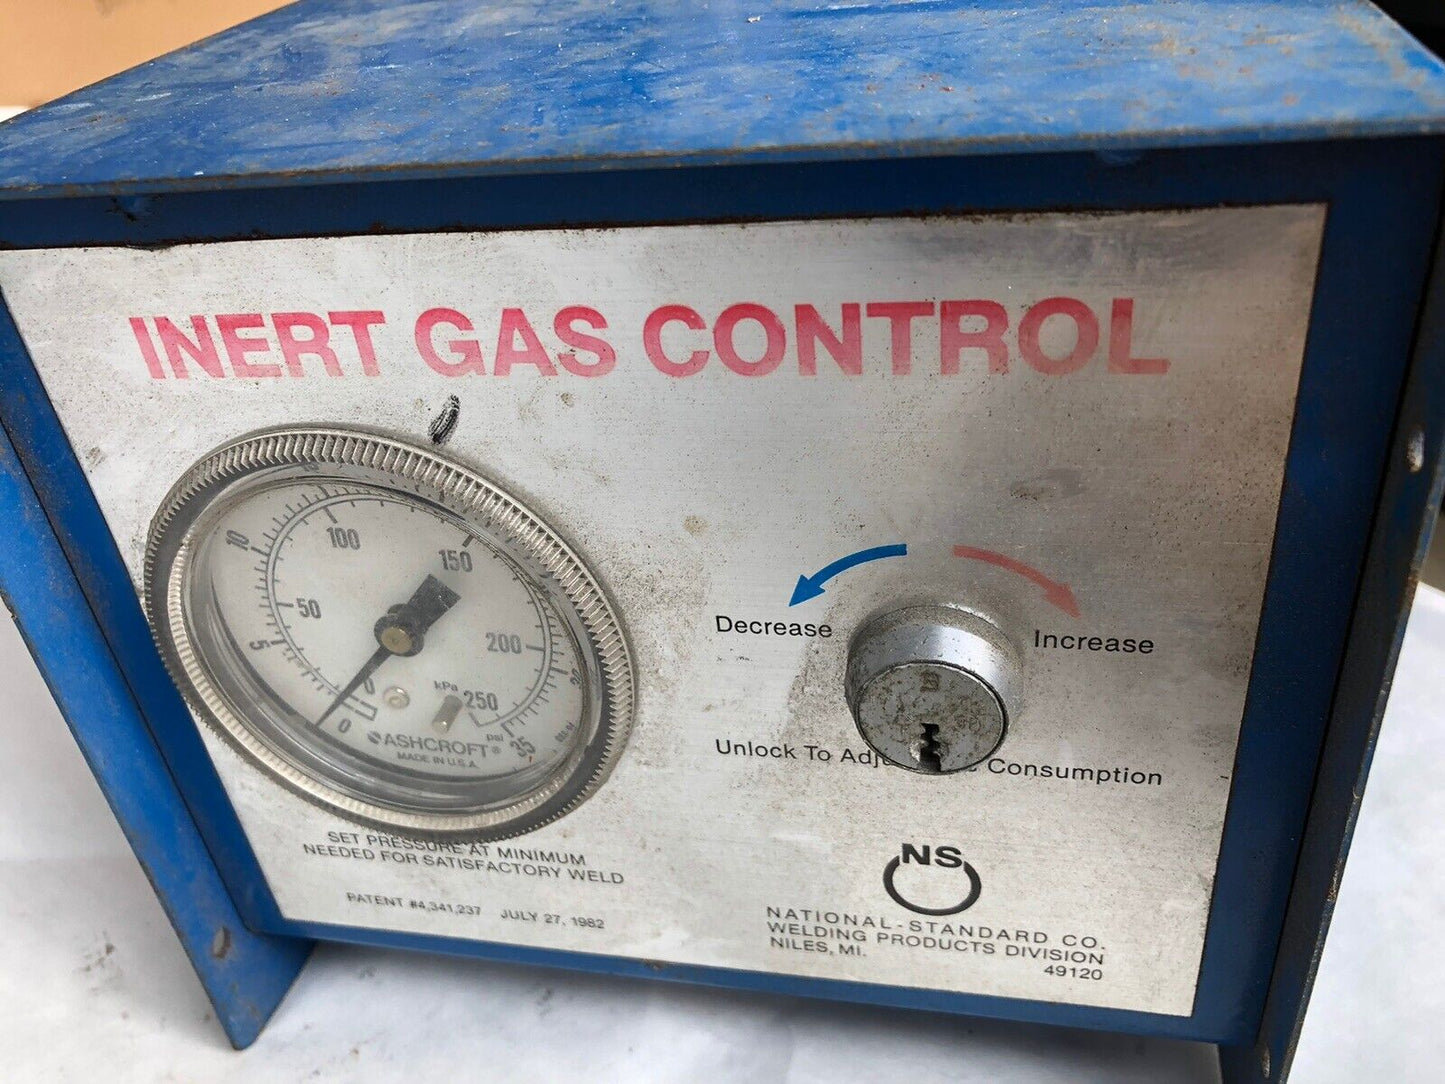 INERT GAS CONTROL
10
100
150
50
200
5
kPa
250
0
0
psi
35
ASHCROFT®
MADE IN U.S.A.
Decrease
Increase
Unlock To Consumption
SET PRESSURE AT MINIMUM
NEEDED FOR SATISFACTORY WELD
PATENT #4,341,237 JULY 27, 1982
NS
NATIONAL-STANDARD CO.
WELDING PRODUCTS DIVISION
NILES, MI.
49120